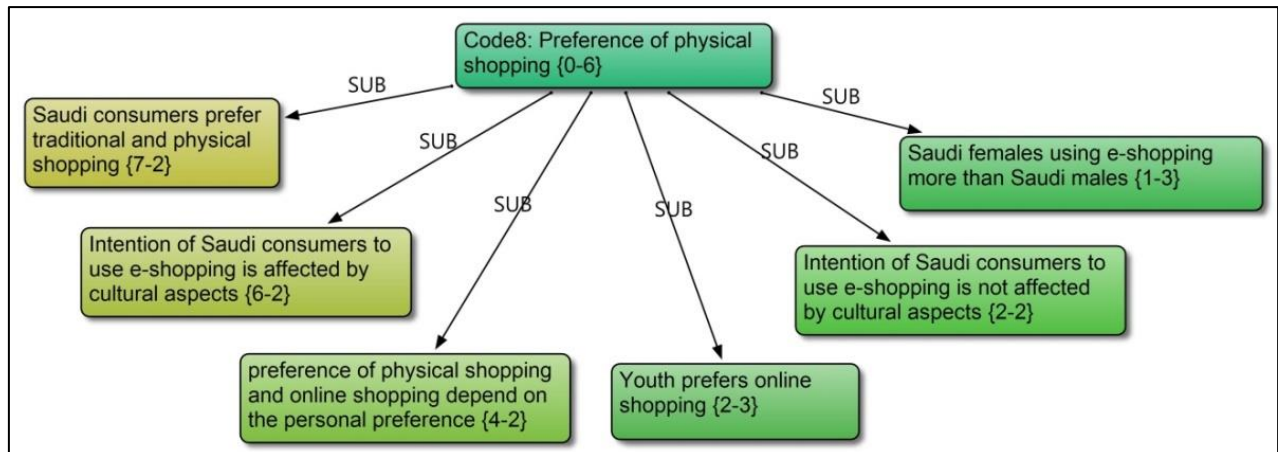 Code8: Preference of physical
shopping {0-6}
SUB
SUB
SUB
SUB
SUB
SUB
Saudi consumers prefer
traditional and physical
shopping {7-2}
Saudi females using e-shopping
more than Saudi males {1-3}
Intention of Saudi consumers to
use e-shopping is affected by
cultural aspects {6-2}
Intention of Saudi consumers to
use e-shopping is not affected
by cultural aspects {2-2}
preference of physical shopping
and online shopping depend on
the personal preference {4-2}
Youth prefers online
shopping {2-3}